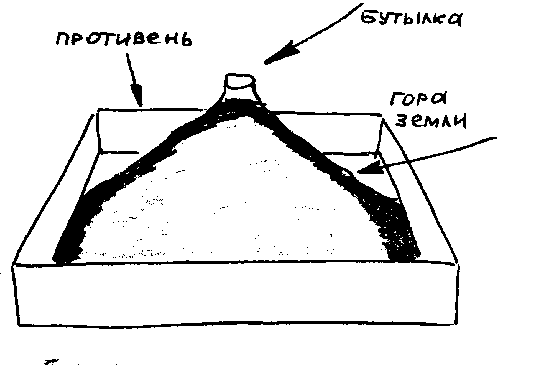 бутылка
противень
гора
земли